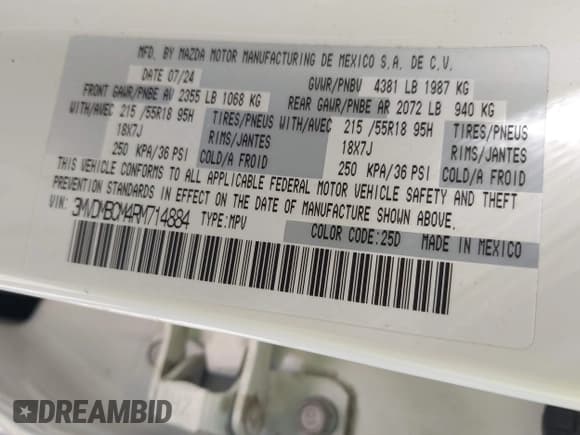 MFD. BY MAZDA MOTOR MANUFACTURING DE MEXICO S.A. DE C.V.
DATE 07/24 GVWR/PNBV 4381 LB 1987 KG
FRONT GAWR/PNBE AV 2355 LB 1068 KG REAR GAWR/PNBE AR 2072 LB 940 KG
WITH/AVEC 215 /55R18 95H TIRES/PNEUS WITH/AVEC 215 /55R18 95H TIRES/PNEUS
18X7J RIMS/JANTES 18X7J RIMS/JANTES
250 KPA/36 PSI COLD/A FROID 250 KPA/36 PSI COLD/A FROID
THIS VEHICLE CONFORMS TO ALL APPLICABLE FEDERAL MOTOR VEHICLE SAFETY AND THEFT
PREVENTION STANDARDS IN EFFECT ON THE DATE OF MANUFACTURE SHOWN ABOVE.
VIN: 3MVDMBCM4RM714884 TYPE:MPV
COLOR CODE:25D MADE IN MEXICO
DREAMBID